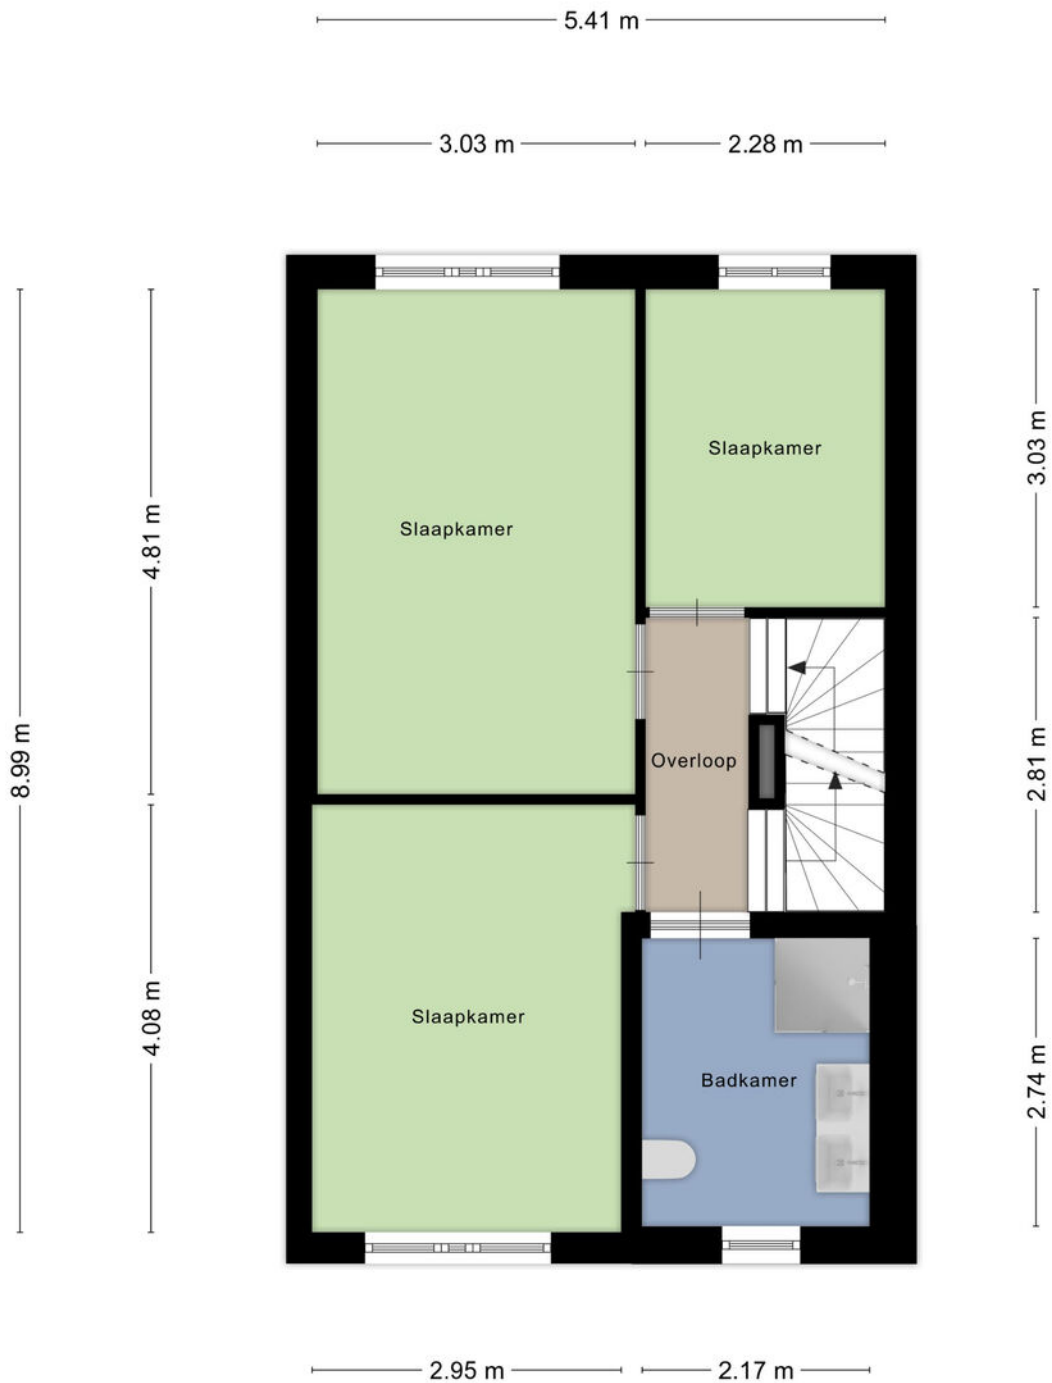 5.41 m
3.03 m
2.28 m
Slaapkamer
3.03 m
4.81 m
Slaapkamer
8.99 m
Overloop
2.81 m
Slaapkamer
4.08 m
Badkamer
2.74 m
2.95 m
2.17 m